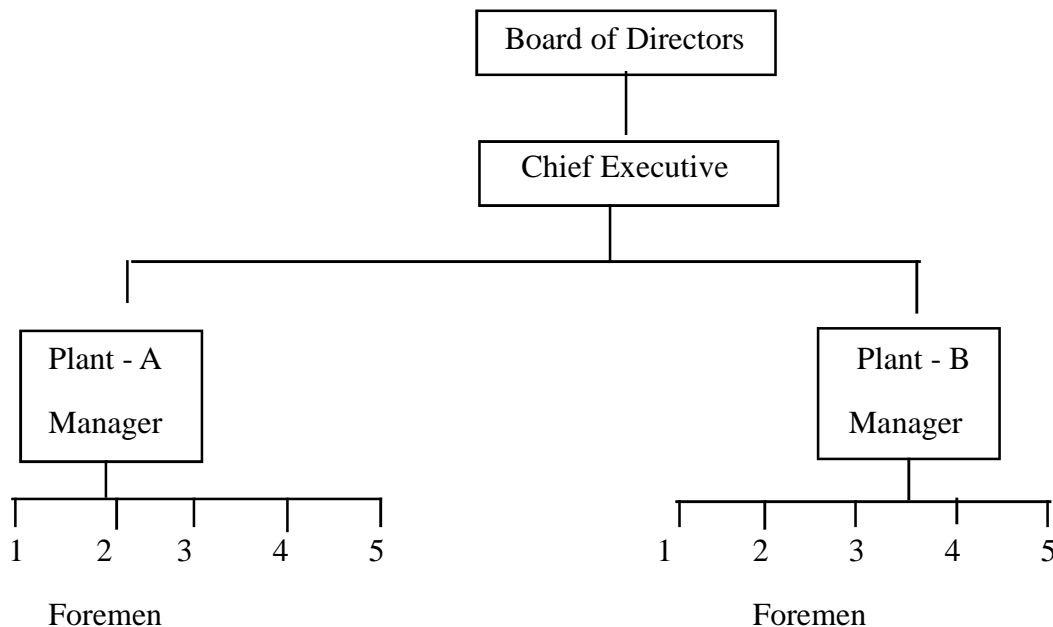 Board of Directors
Chief Executive
Plant - A
Manager
Plant - B
Manager
1 2 3 4 5
Foremen
1 2 3 4 5
Foremen